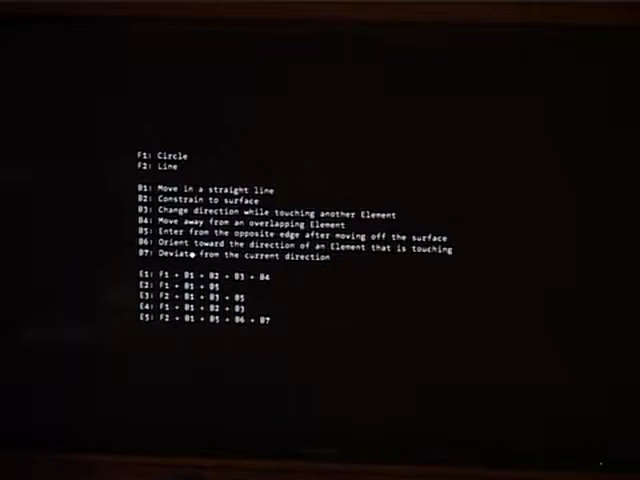 F1: Circle
F2: Line
B1: Move in a straight line
B2: Constrain to surface
B3: Change direction while touching another Element
B4: Move away from an overlapping Element
B5: Enter from the opposite edge after moving off the surface
B6: Orient toward the direction of an Element that is touching
B7: Deviate from the current direction
E1: F1 + B1 + B2 + B3 + B4
E2: F1 + B1 + B5
E3: F2 + B1 + B3 + B5
E4: F1 + B1 + B2 + B3
E5: F2 + B1 + B5 + B6 + B7